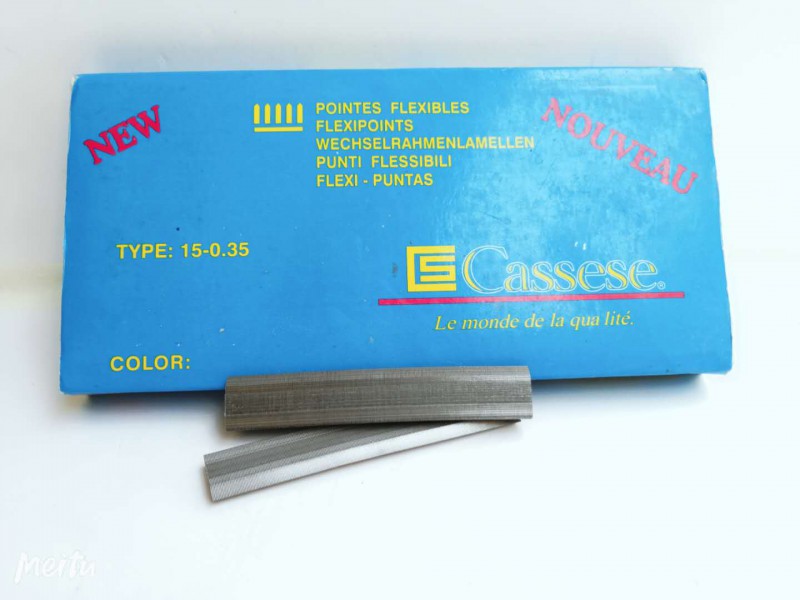 NEW
POINTES FLEXIBLES
FLEXIPOINTS
WECHSELRAHMENLAMELLEN
PUNTI FLESSIBILI
FLEXI - PUNTAS
NOUVEAU
TYPE: 15-0.35
CS Cassese®
Le monde de la qua lité.
COLOR:
Meitu